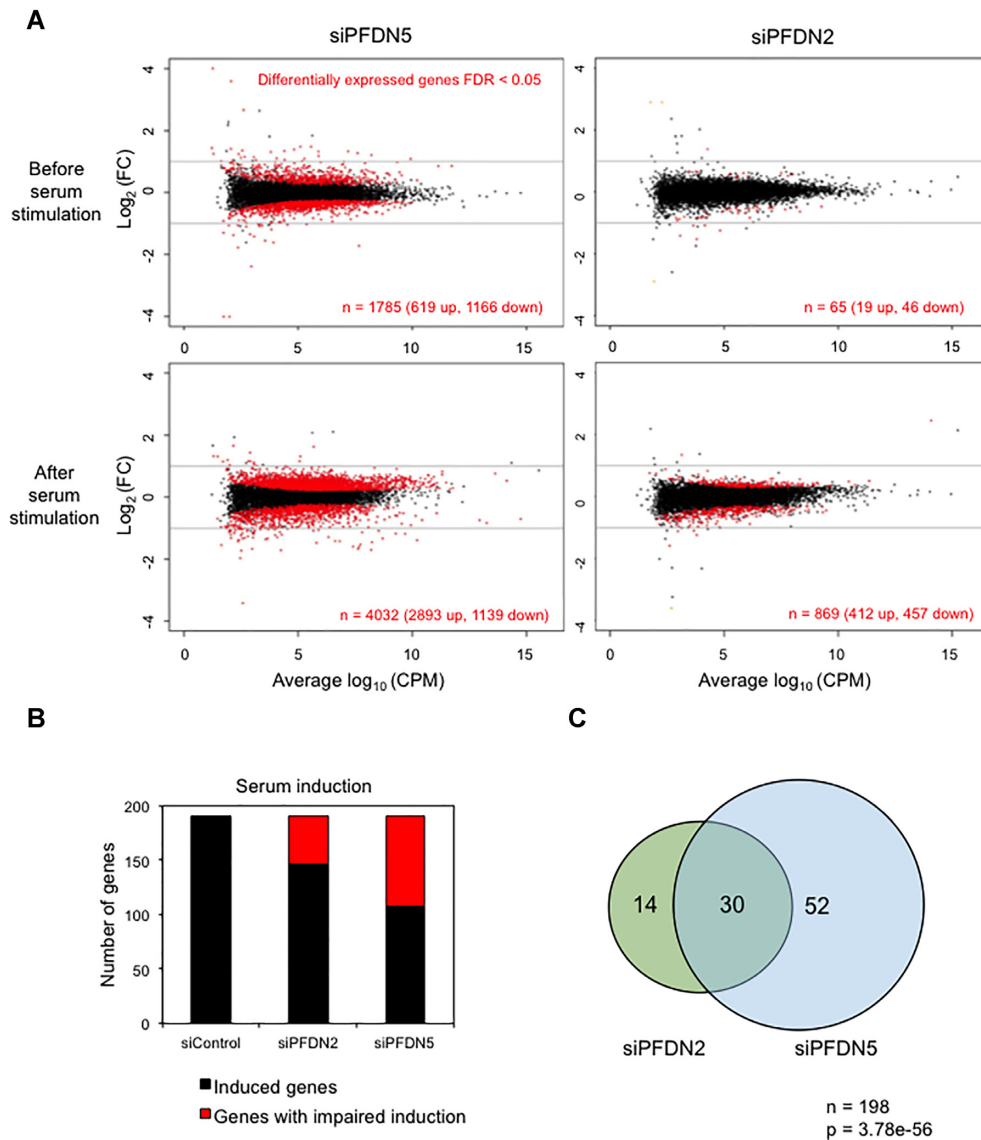 A
siPFDN5
siPFDN2
Before
serum
stimulation
Log2 (FC)
4
2
0
-2
-4
Differentially expressed genes FDR < 0.05
n = 1785 (619 up, 1166 down)
0
5
10
15
4
2
0
-2
-4
n = 65 (19 up, 46 down)
0
5
10
15
After
serum
stimulation
Log2 (FC)
4
2
0
-2
-4
n = 4032 (2893 up, 1139 down)
0
5
10
15
Average log10 (CPM)
4
2
0
-2
-4
n = 869 (412 up, 457 down)
0
5
10
15
Average log10 (CPM)
B
Serum induction
Number of genes
200
150
100
50
0
siControl
siPFDN2
siPFDN5
Induced genes
Genes with impaired induction
C
14
30
52
siPFDN2
siPFDN5
n = 198
p = 3.78e-56